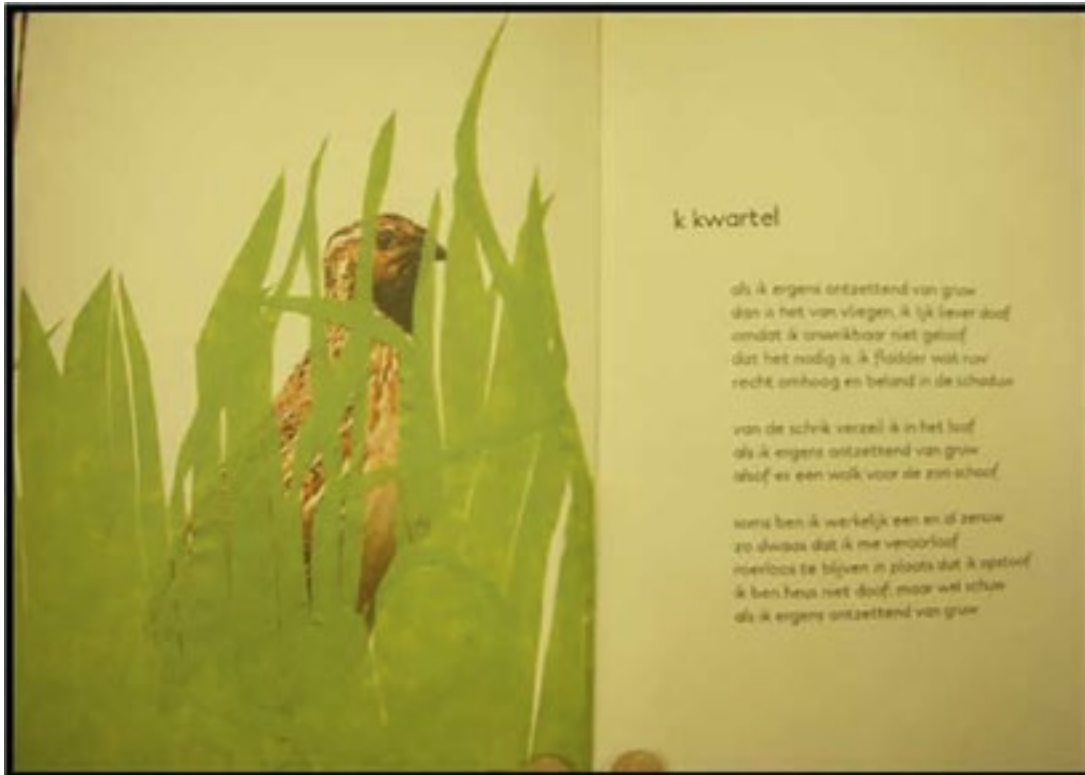 k kwartel
als ik ergens ontzettend van gruw
dan is het van vliegen, ik lijk liever doof
omdat ik onwrikbaar niet geloof
dat het nodig is. ik fladder wat ruw
recht omhoog en beland in de schaduw
van de schrik verzeil ik in het loof
als ik ergens ontzettend van gruw
alsof er een wolk voor de zon schoof
soms ben ik werkelijk een en al zenuw
zo dwaas dat ik me veroorloof
roerloos te blijven in plaats dat ik opstoof
ik ben heus niet doof, maar wel schuw
als ik ergens ontzettend van gruw